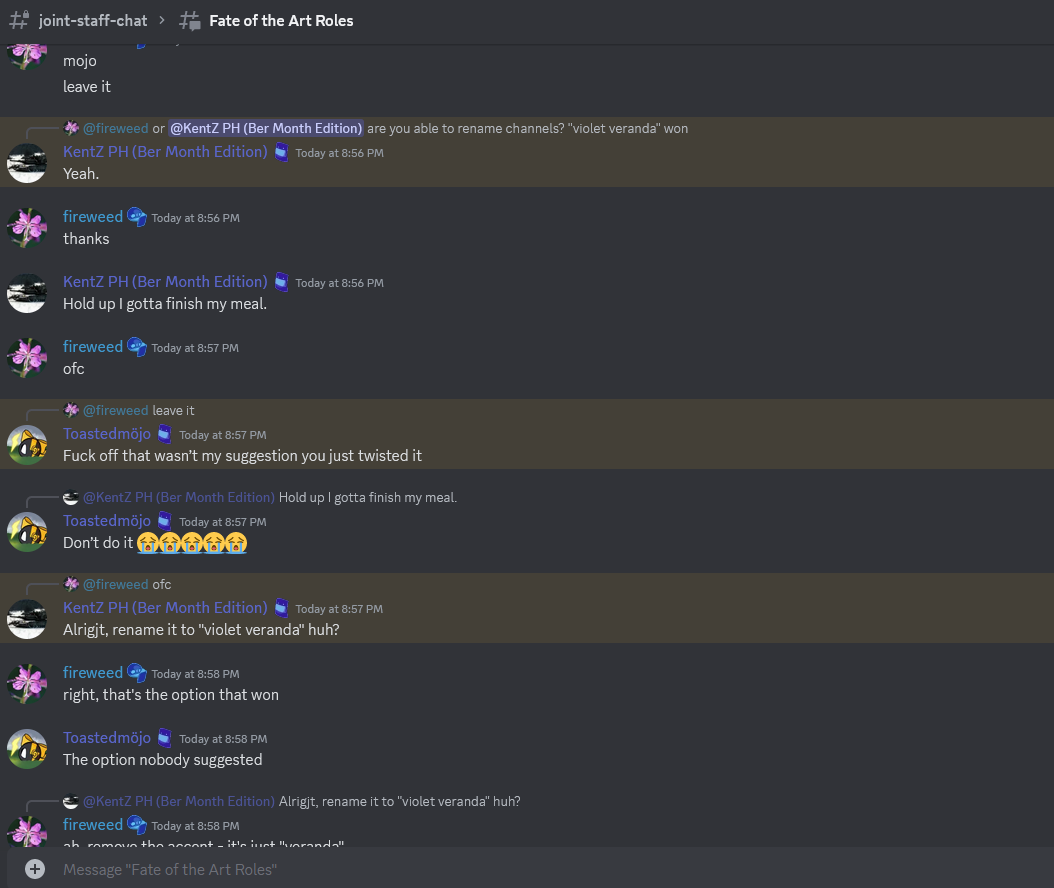 joint-staff-chat > Fate of the Art Roles
mojo
leave it
@fireweed or @KentZ PH (Ber Month Edition) are you able to rename channels? "violet veranda" won
KentZ PH (Ber Month Edition) Today at 8:56 PM
Yeah.
fireweed Today at 8:56 PM
thanks
KentZ PH (Ber Month Edition) Today at 8:56 PM
Hold up I gotta finish my meal.
fireweed Today at 8:57 PM
ofc
@fireweed leave it
Toastedmöjo Today at 8:57 PM
Fuck off that wasn't my suggestion you just twisted it
@KentZ PH (Ber Month Edition) Hold up I gotta finish my meal.
Toastedmöjo Today at 8:57 PM
Don't do it 😭😭😭😭😭
@fireweed ofc
KentZ PH (Ber Month Edition) Today at 8:57 PM
Alrigjt, rename it to "violet veranda" huh?
fireweed Today at 8:58 PM
right, that's the option that won
Toastedmöjo Today at 8:58 PM
The option nobody suggested
@KentZ PH (Ber Month Edition) Alrigjt, rename it to "violet veranda" huh?
fireweed Today at 8:58 PM
ah, remove the accent - it's just "veranda"
Message "Fate of the Art Roles"